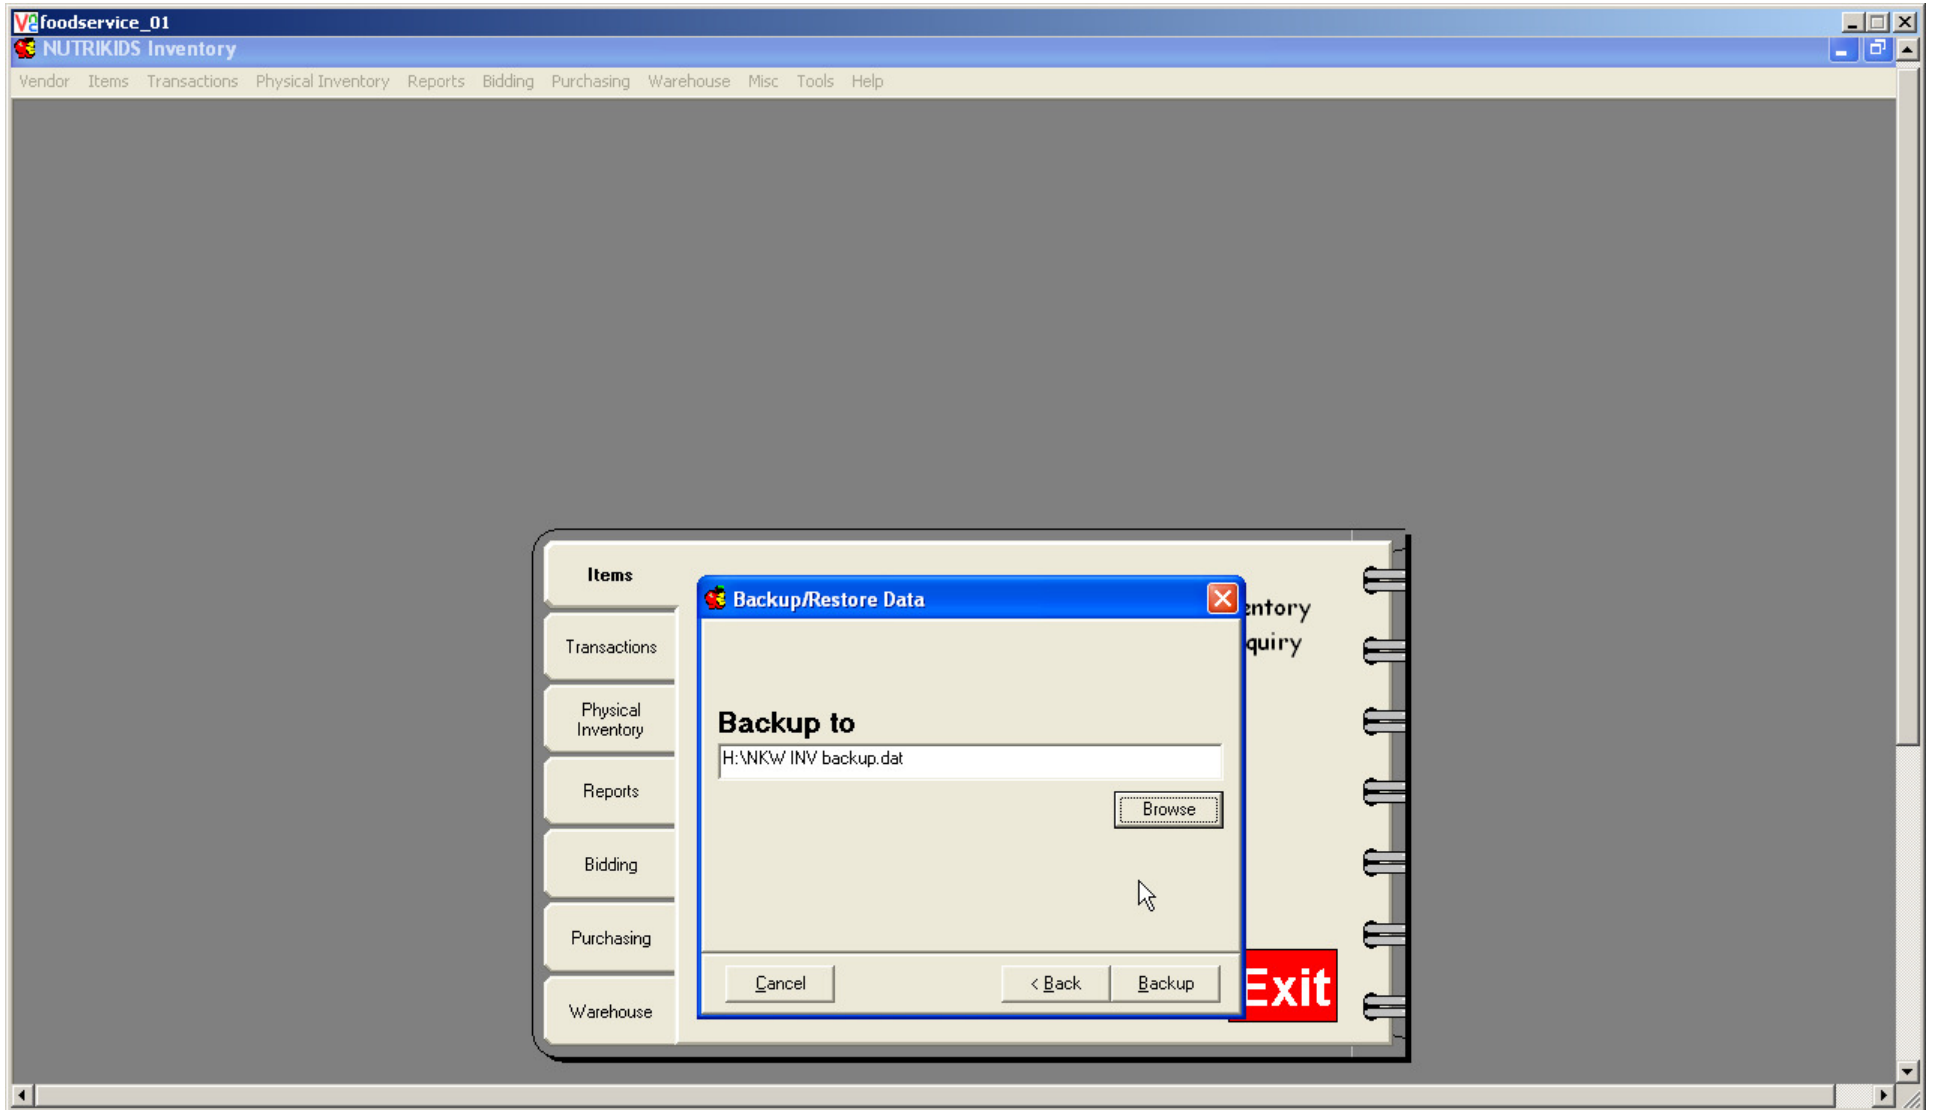 foodservice_01
NUTRIKIDS Inventory
Vendor Items Transactions Physical Inventory Reports Bidding Purchasing Warehouse Misc Tools Help
Items
Transactions
Physical
Inventory
Reports
Bidding
Purchasing
Warehouse
Backup/Restore Data
Backup to
H:\NKW INV backup.dat
Browse
Cancel
< Back
Backup
entory
quiry
Exit